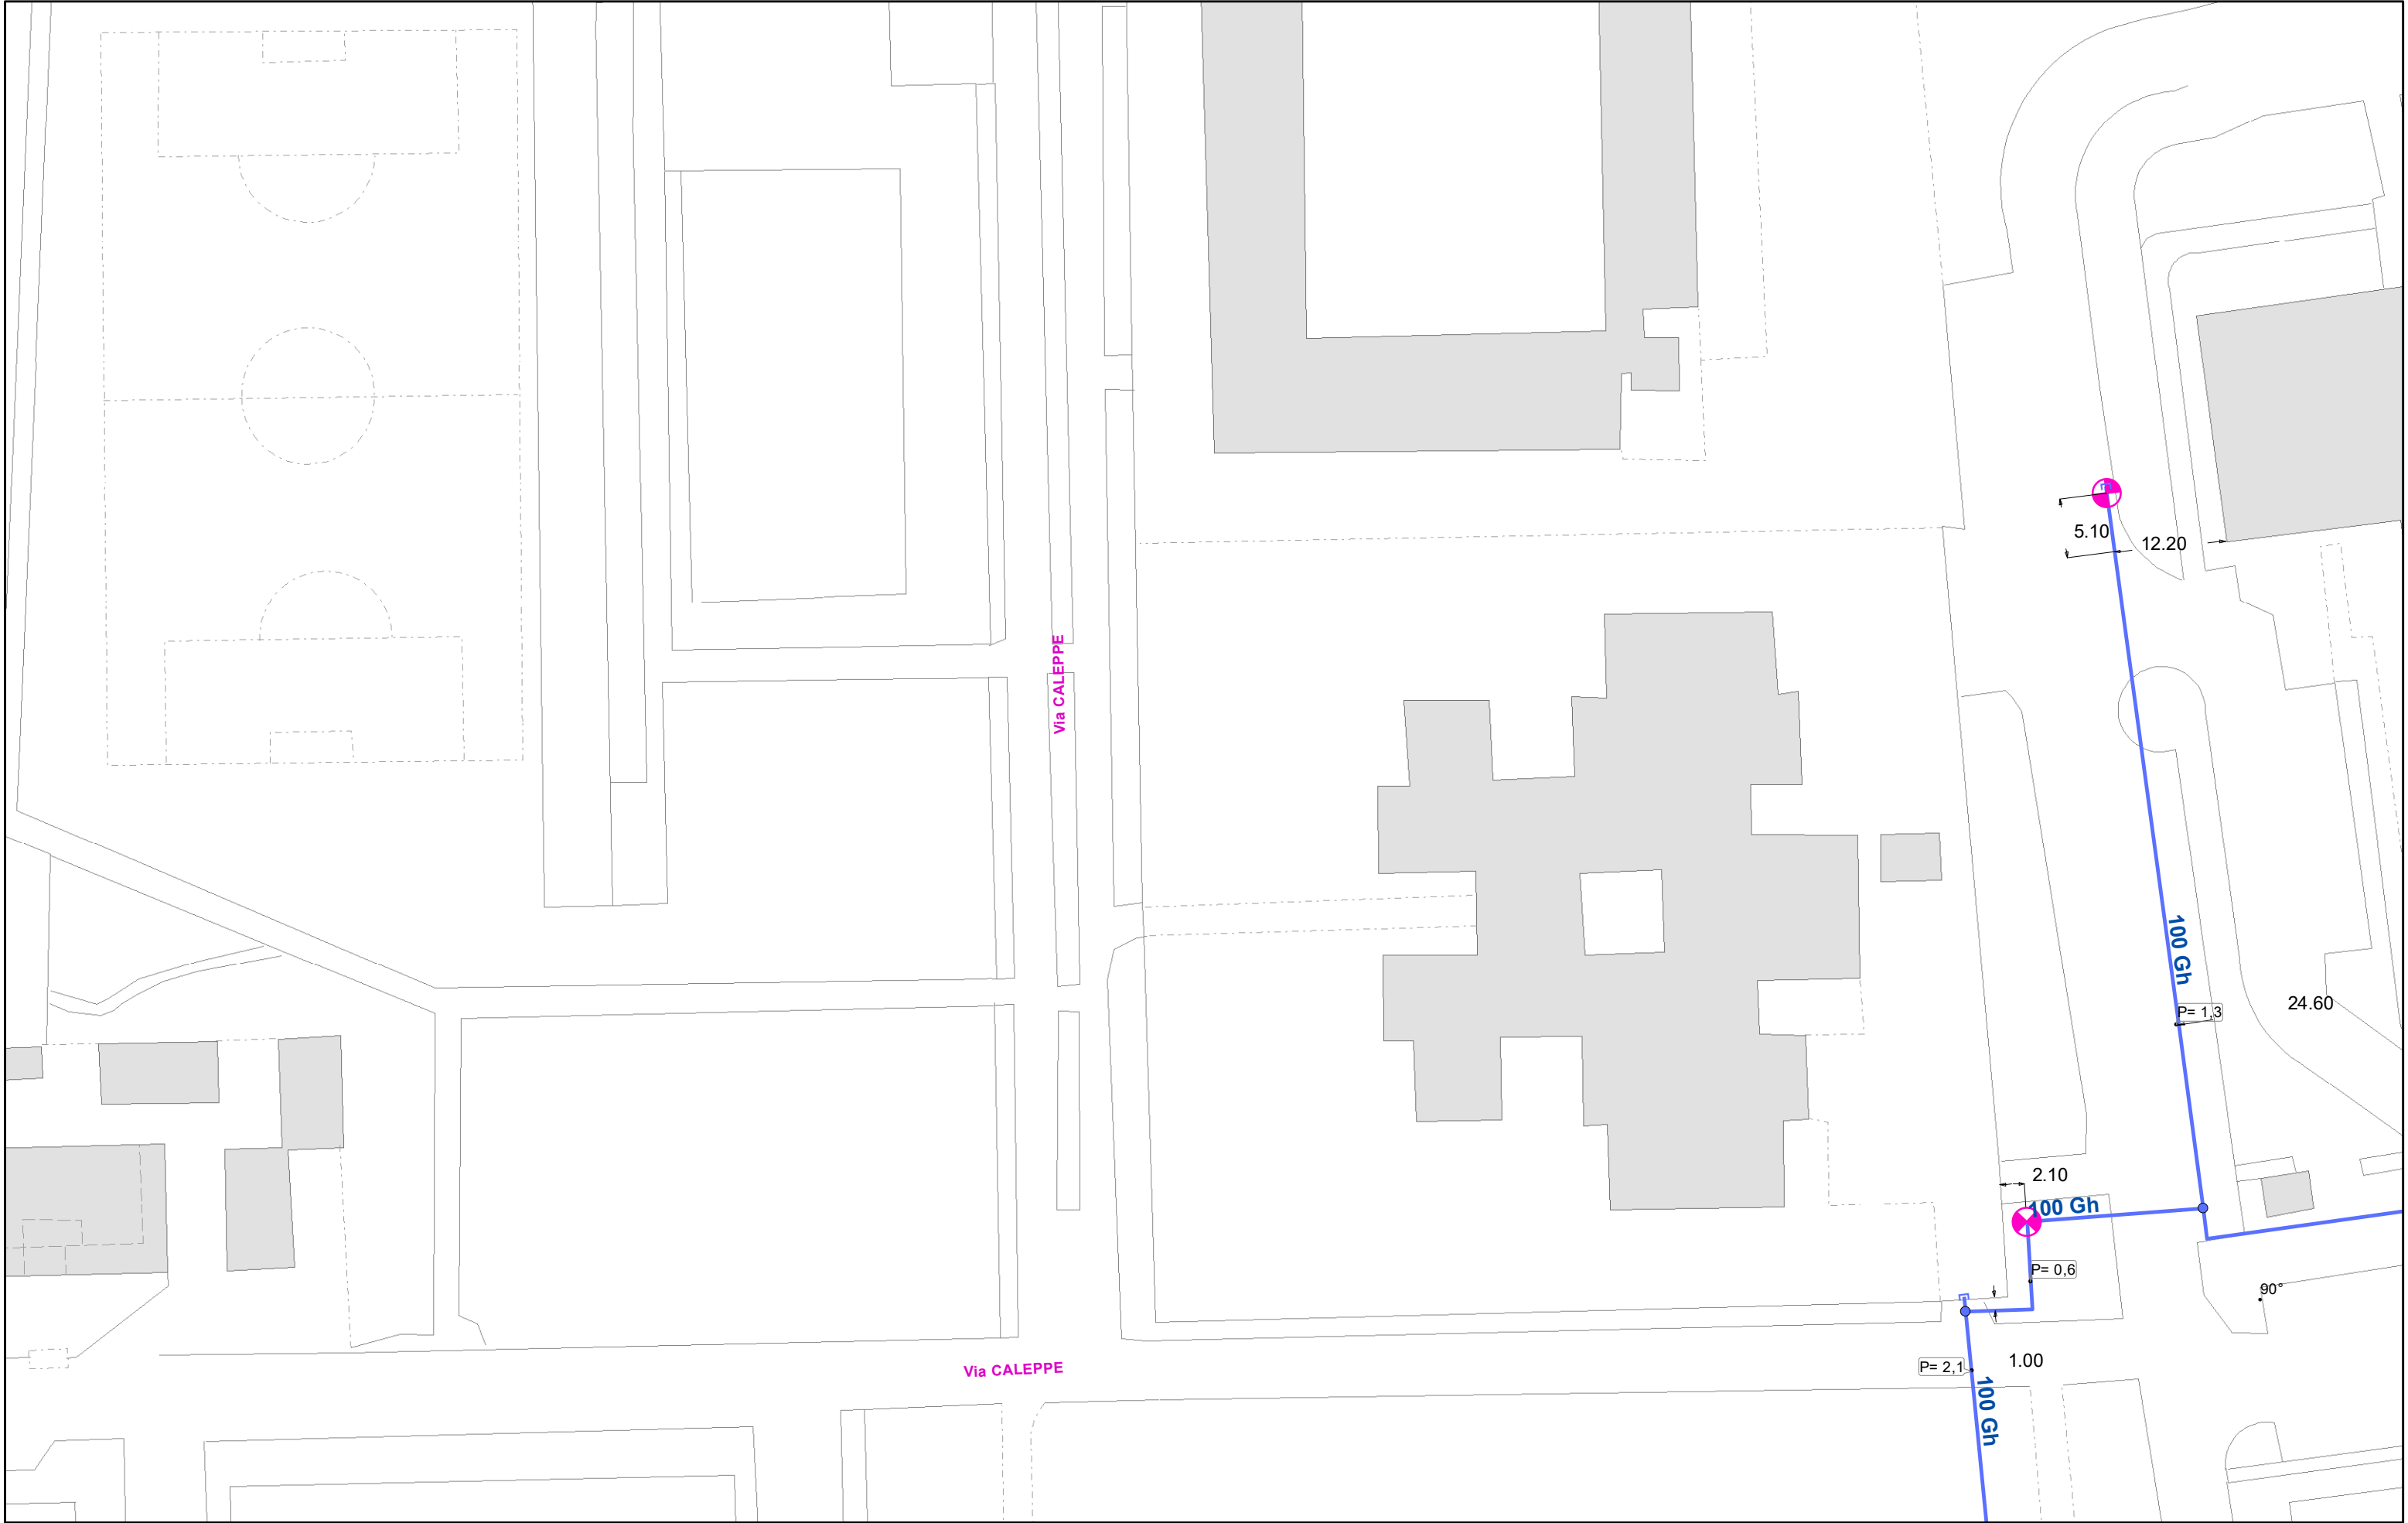 5.10
12.20
Via CALEPPE
100 Gh
24.60
P= 1,3
2.10
100 Gh
P= 0,6
90°
1.00
P= 2,1
Via CALEPPE
100 Gh